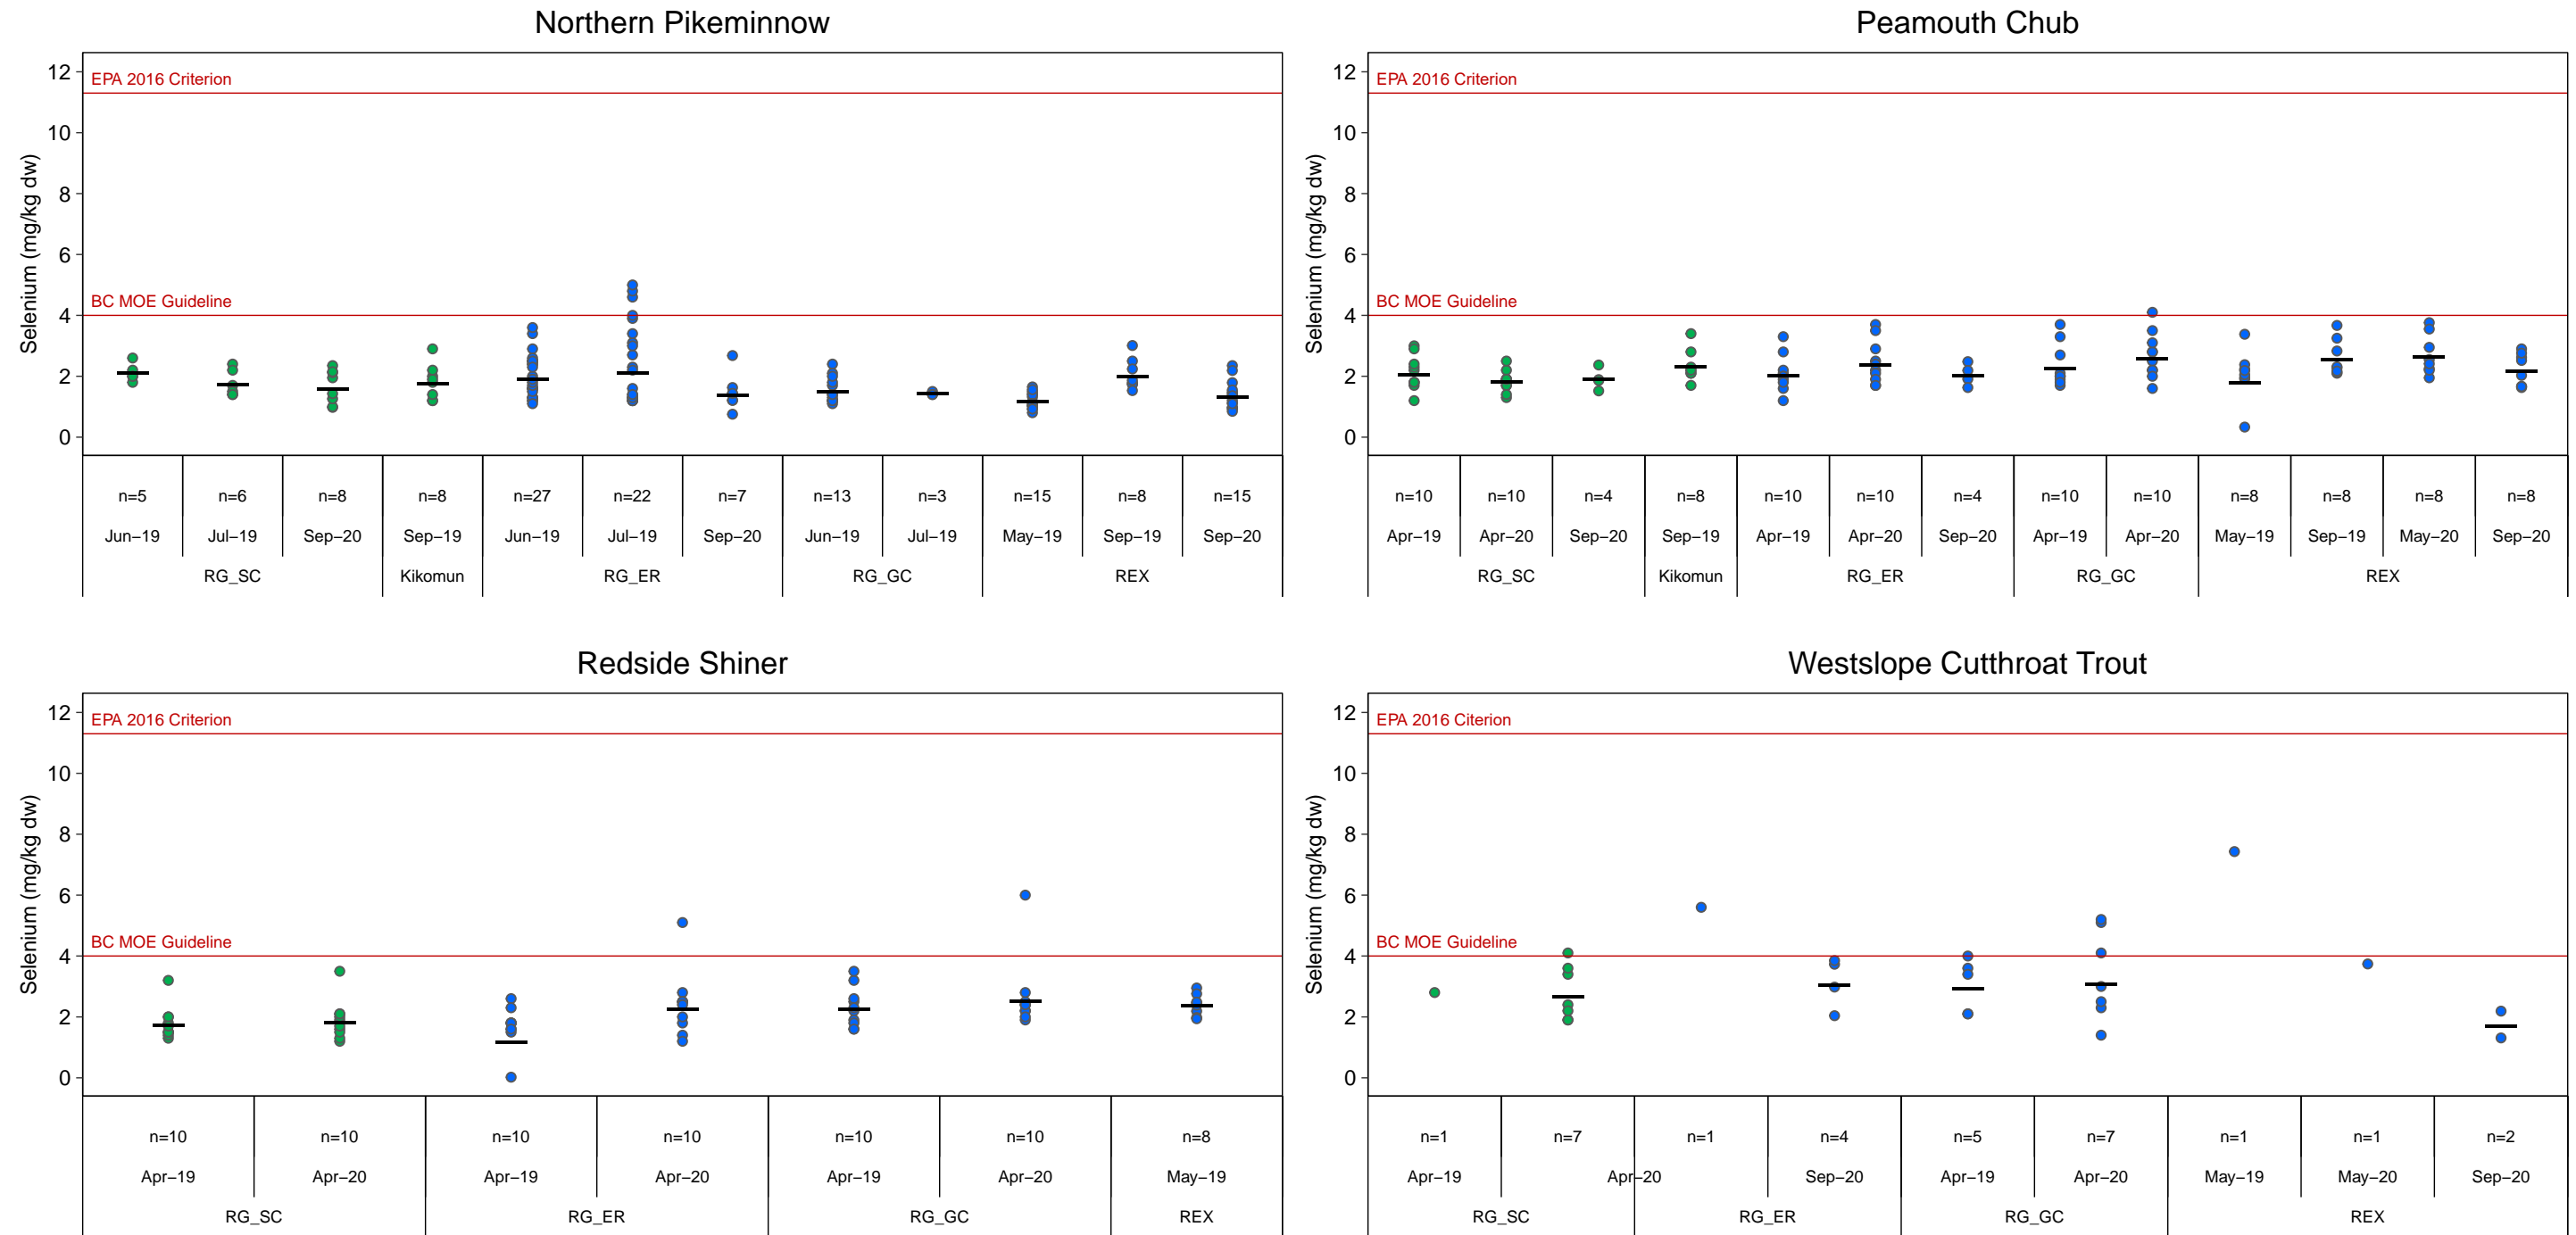 Northern Pikeminnow
12
EPA 2016 Criterion
10
8
6
BC MOE Guideline
4
2
0
Selenium (mg/kg dw)
n=5 n=6 n=8 n=8 n=27 n=22 n=7 n=13 n=3 n=15 n=8 n=15
Jun−19 Jul−19 Sep−20 Sep−19 Jun−19 Jul−19 Sep−20 Jun−19 Jul−19 May−19 Sep−19 Sep−20
RG_SC Kikomun RG_ER RG_GC REX
Peamouth Chub
12
EPA 2016 Criterion
10
8
6
BC MOE Guideline
4
2
0
Selenium (mg/kg dw)
n=10 n=10 n=4 n=8 n=10 n=10 n=4 n=10 n=10 n=8 n=8 n=8 n=8
Apr−19 Apr−20 Sep−20 Sep−19 Apr−19 Apr−20 Sep−20 Apr−19 Apr−20 May−19 Sep−19 May−20 Sep−20
RG_SC Kikomun RG_ER RG_GC REX
Redside Shiner
12
EPA 2016 Criterion
10
8
6
BC MOE Guideline
4
2
0
Selenium (mg/kg dw)
n=10 n=10 n=10 n=10 n=10 n=10 n=8
Apr−19 Apr−20 Apr−19 Apr−20 Apr−19 Apr−20 May−19
RG_SC RG_ER RG_GC REX
Westslope Cutthroat Trout
12
EPA 2016 Citerion
10
8
6
BC MOE Guideline
4
2
0
Selenium (mg/kg dw)
n=1 n=7 n=1 n=4 n=5 n=7 n=1 n=1 n=2
Apr−19 Apr−20 Sep−20 Apr−19 Apr−20 May−19 May−20 Sep−20
RG_SC RG_ER RG_GC REX